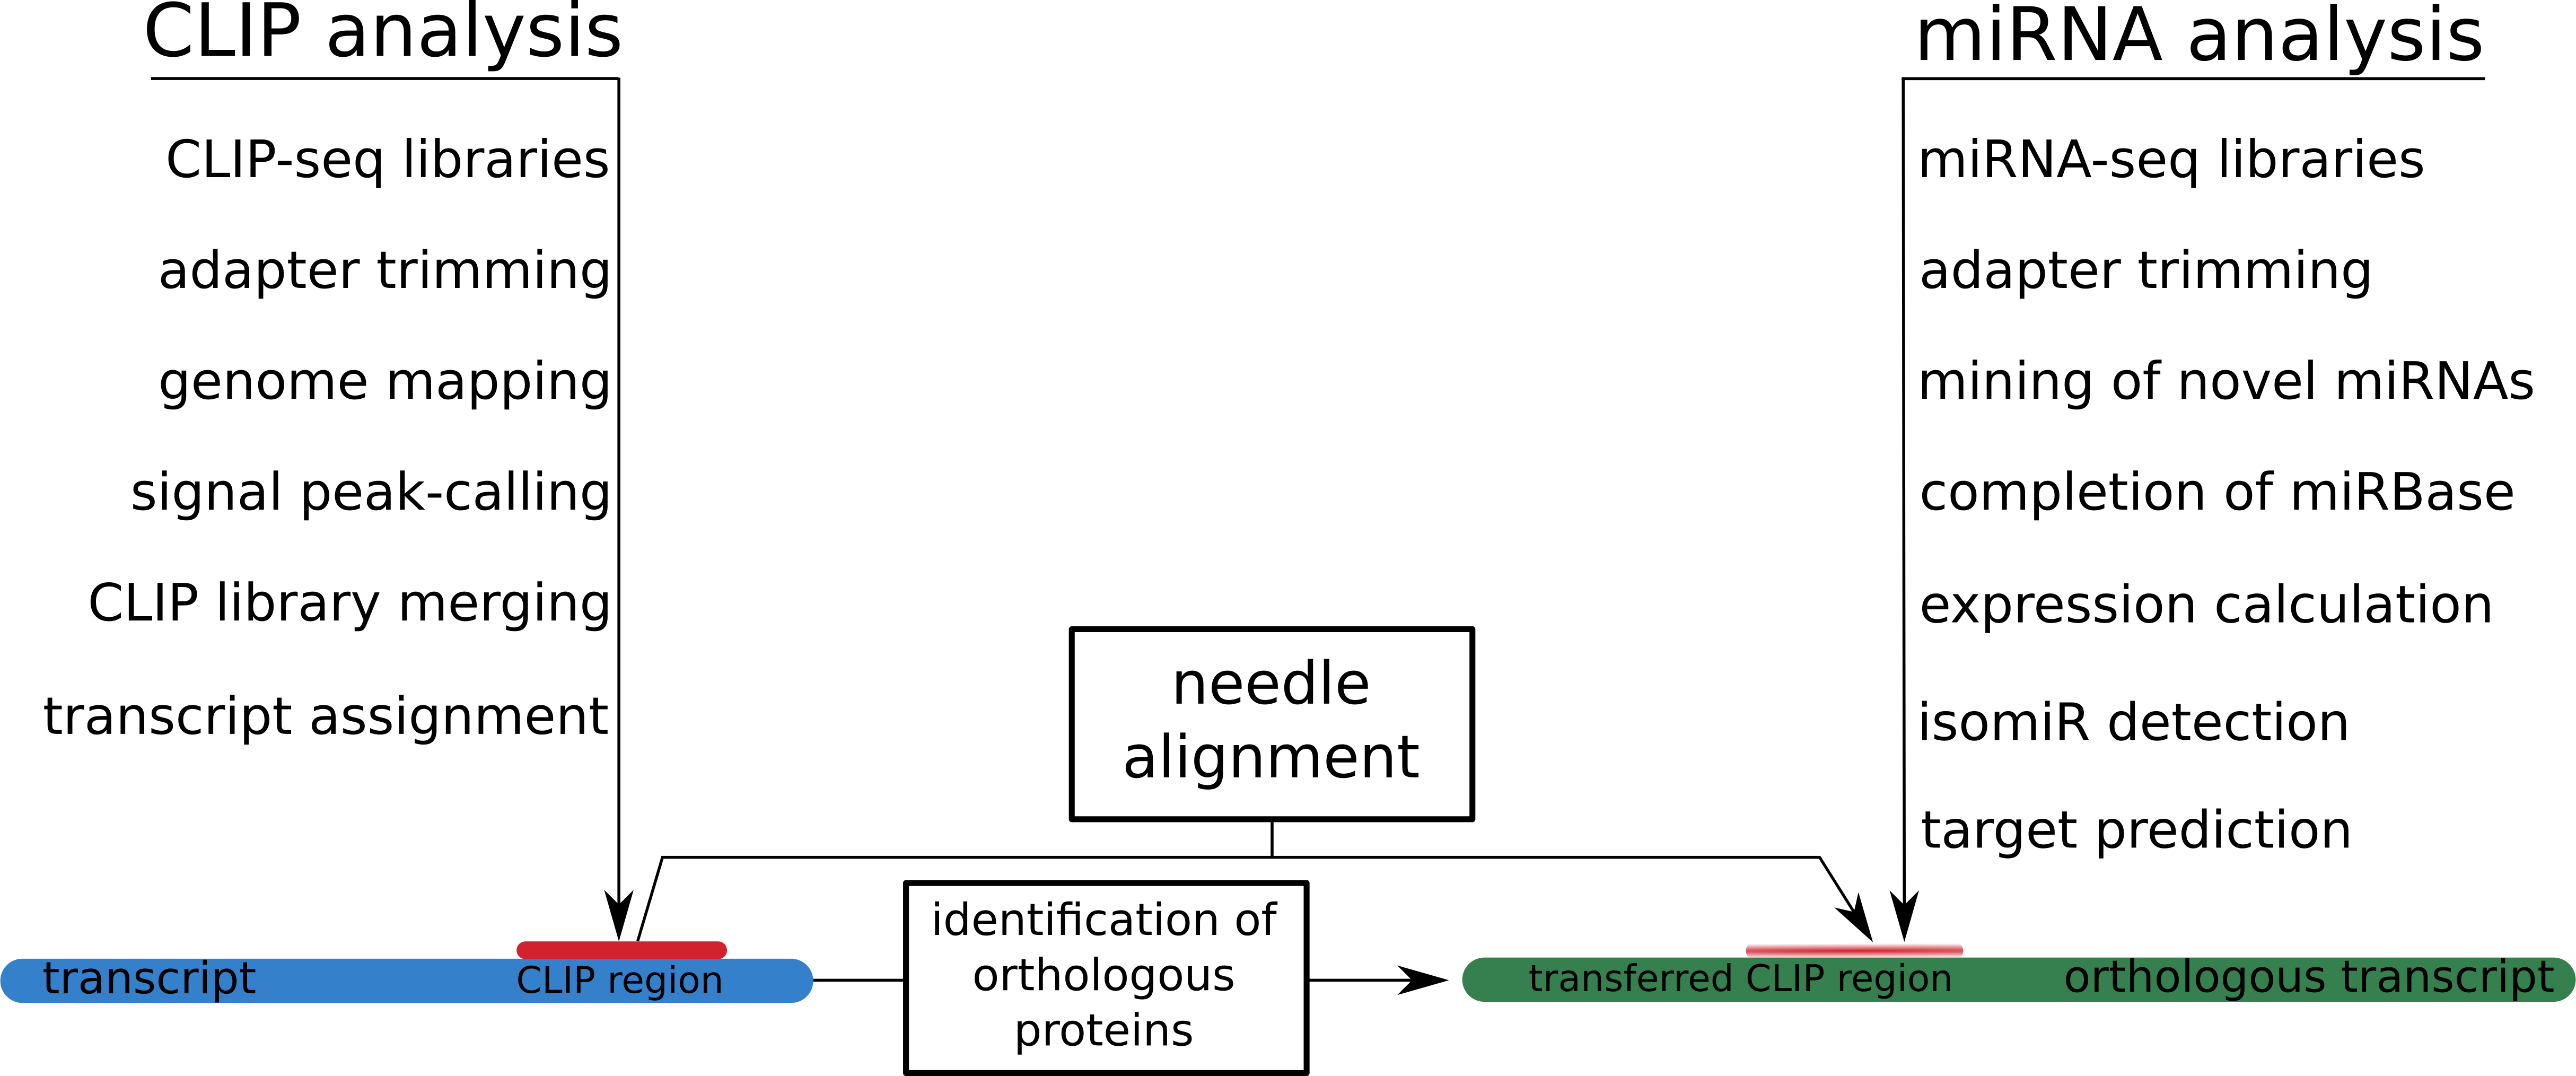 CLIP analysis
CLIP-seq libraries
adapter trimming
genome mapping
signal peak-calling
CLIP library merging
transcript assignment
miRNA analysis
miRNA-seq libraries
adapter trimming
mining of novel miRNAs
completion of miRBase
expression calculation
isomiR detection
target prediction
needle
alignment
transcript
CLIP region
identification of
orthologous
proteins
transferred CLIP region
orthologous transcript